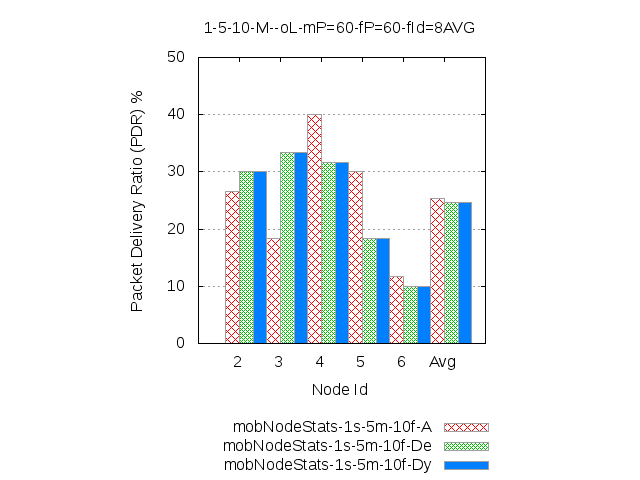 1-5-10-M--oL-mP=60-fP=60-fId=8AVG
Packet Delivery Ratio (PDR) %
50
40
30
20
10
0
2 3 4 5 6 Avg
Node Id
mobNodeStats-1s-5m-10f-A
mobNodeStats-1s-5m-10f-De
mobNodeStats-1s-5m-10f-Dy